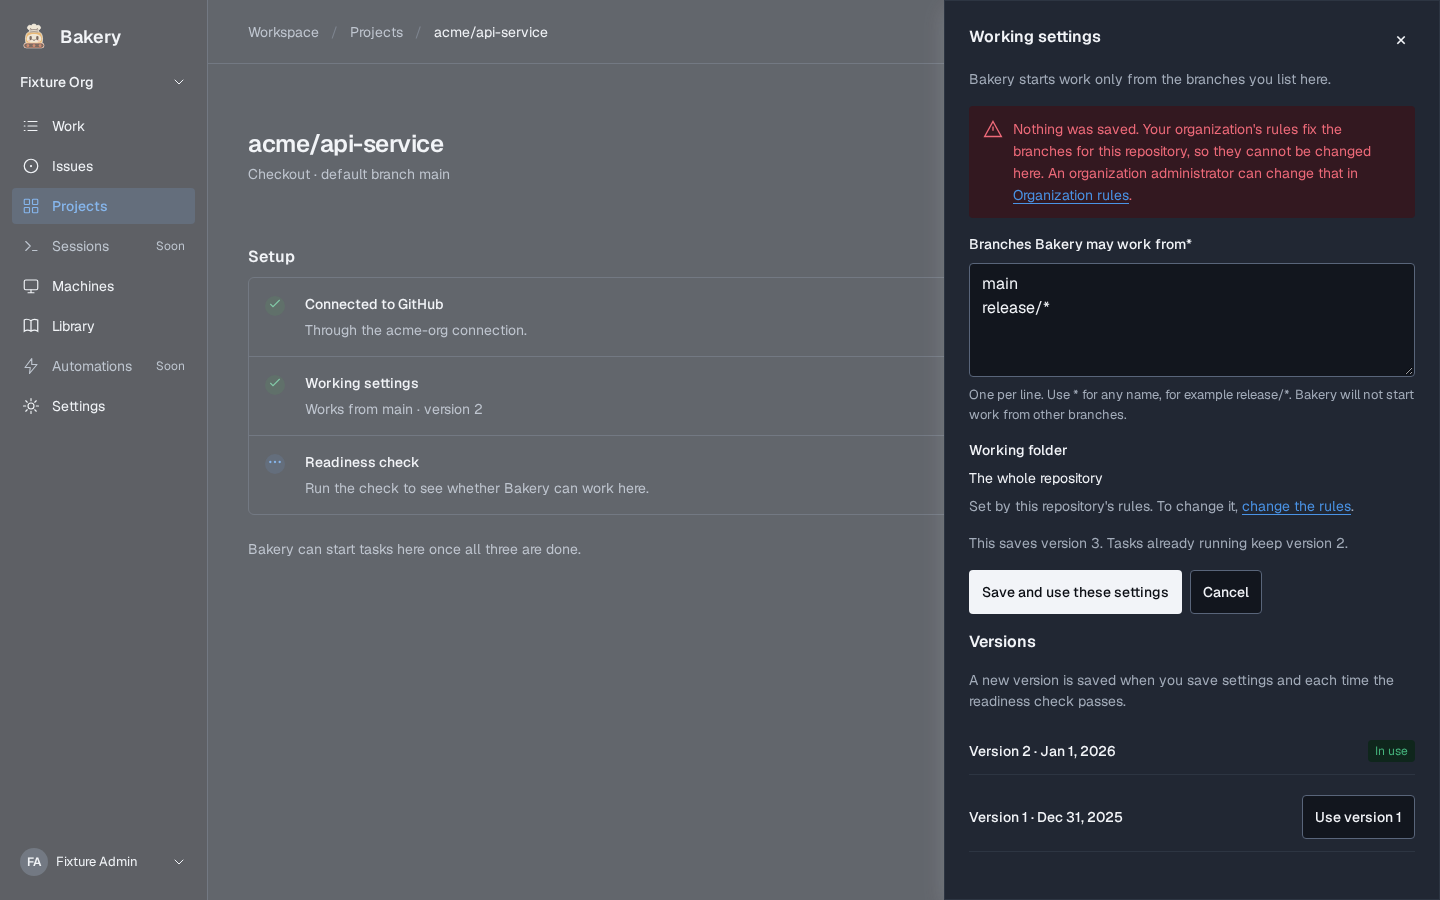 Bakery
Fixture Org
Work
Issues
Projects
Sessions Soon
Machines
Library
Automations Soon
Settings
FA Fixture Admin
Workspace / Projects / acme/api-service
acme/api-service
Checkout · default branch main
Setup
Connected to GitHub
Through the acme-org connection.
Working settings
Works from main · version 2
Readiness check
Run the check to see whether Bakery can work here.
Bakery can start tasks here once all three are done.
Working settings
Bakery starts work only from the branches you list here.
Nothing was saved. Your organization's rules fix the
branches for this repository, so they cannot be changed
here. An organization administrator can change that in
Organization rules.
Branches Bakery may work from*
main
release/*
One per line. Use * for any name, for example release/*. Bakery will not start
work from other branches.
Working folder
The whole repository
Set by this repository's rules. To change it, change the rules.
This saves version 3. Tasks already running keep version 2.
Save and use these settings
Cancel
Versions
A new version is saved when you save settings and each time the
readiness check passes.
Version 2 · Jan 1, 2026 In use
Version 1 · Dec 31, 2025 Use version 1